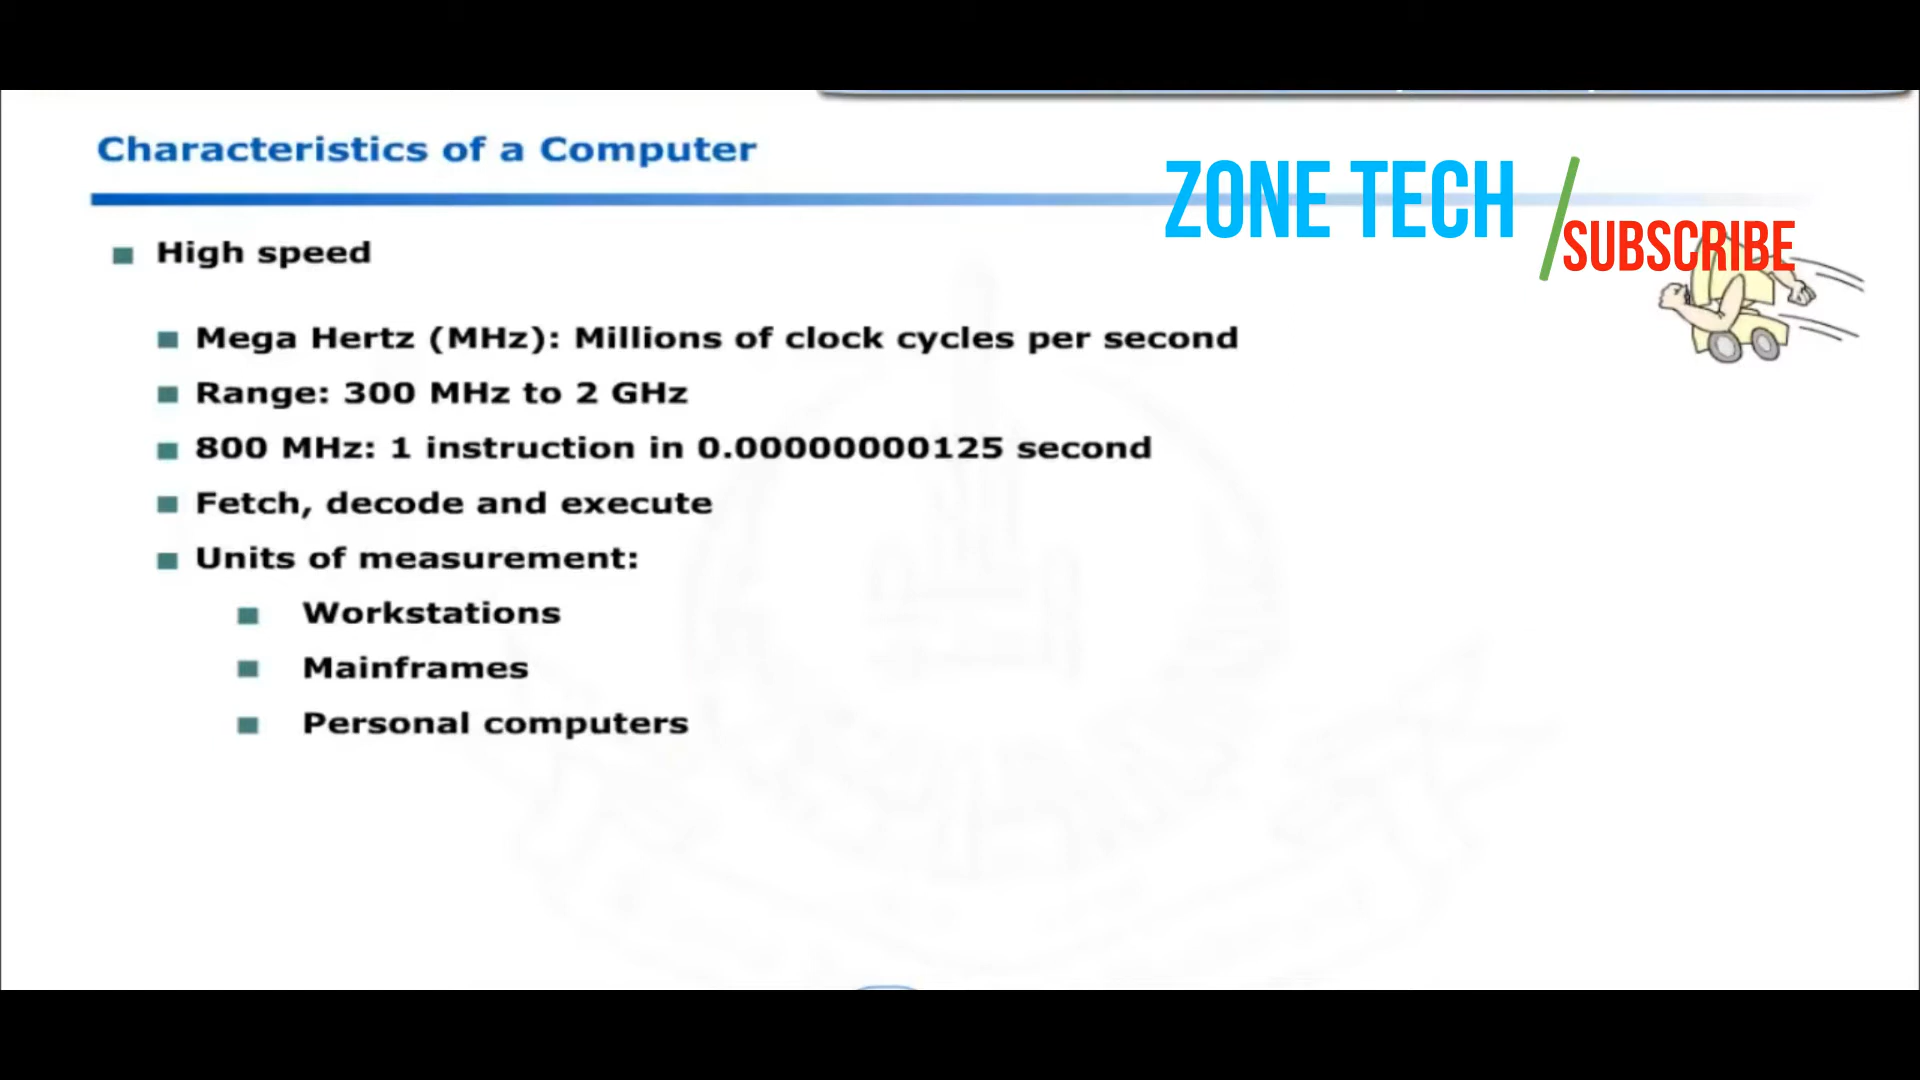 Characteristics of a Computer
ZONE TECH
SUBSCRIBE
High speed
Mega Hertz (MHz): Millions of clock cycles per second
Range: 300 MHz to 2 GHz
800 MHz: 1 instruction in 0.00000000125 second
Fetch, decode and execute
Units of measurement:
Workstations
Mainframes
Personal computers